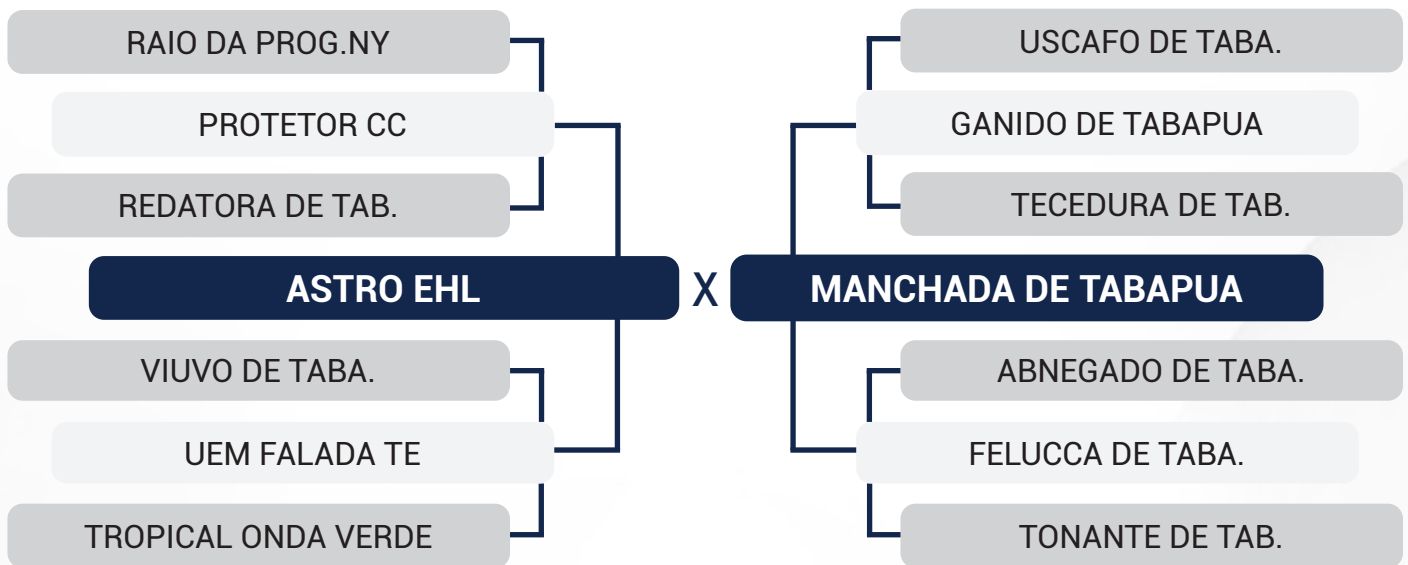 RAIO DA PROG.NY
PROTETOR CC
REDATORA DE TAB.
ASTRO EHL
VIUVO DE TABA.
UEM FALADA TE
TROPICAL ONDA VERDE
X
USCAFO DE TABA.
GANIDO DE TABAPUA
TECEDURA DE TAB.
MANCHADA DE TABAPUA
ABNEGADO DE TABA.
FELUCCA DE TABA.
TONANTE DE TAB.